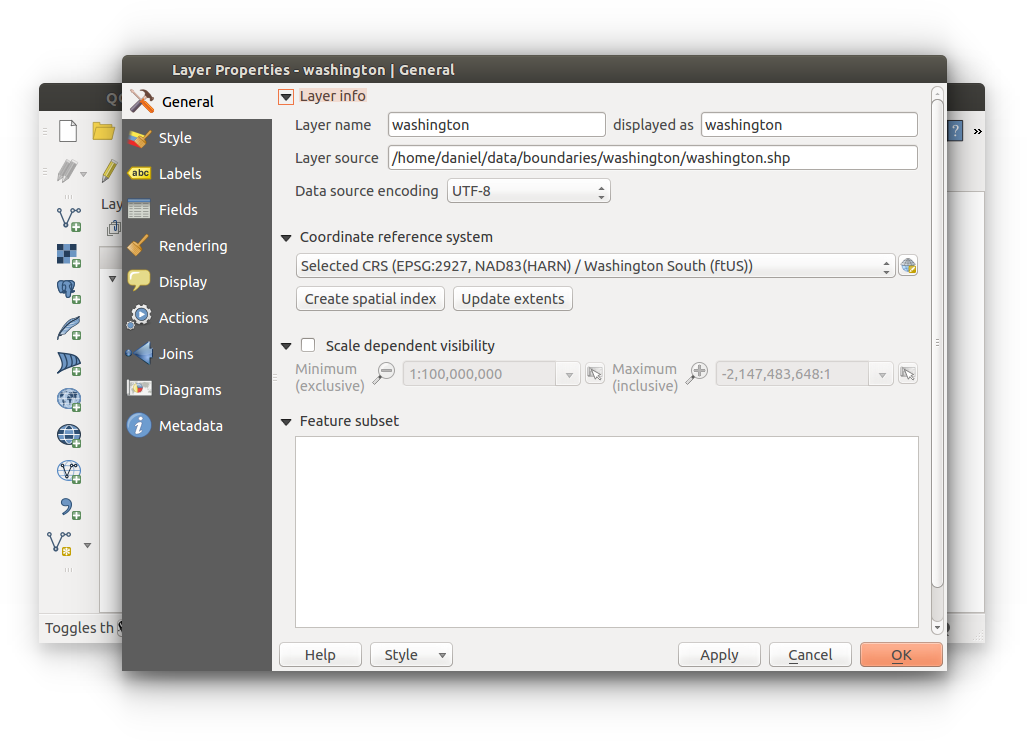 Layer Properties - washington | General
General
Style
Labels
Fields
Rendering
Display
Actions
Joins
Diagrams
Metadata
Layer info
Layer name washington displayed as washington
Layer source /home/daniel/data/boundaries/washington/washington.shp
Data source encoding UTF-8
Coordinate reference system
Selected CRS (EPSG:2927, NAD83(HARN) / Washington South (ftUS))
Create spatial index Update extents
Scale dependent visibility
Minimum (exclusive) 1:100,000,000 Maximum (inclusive) -2,147,483,648:1
Feature subset
Help Style Apply Cancel OK
abc
Toggles th
»
?